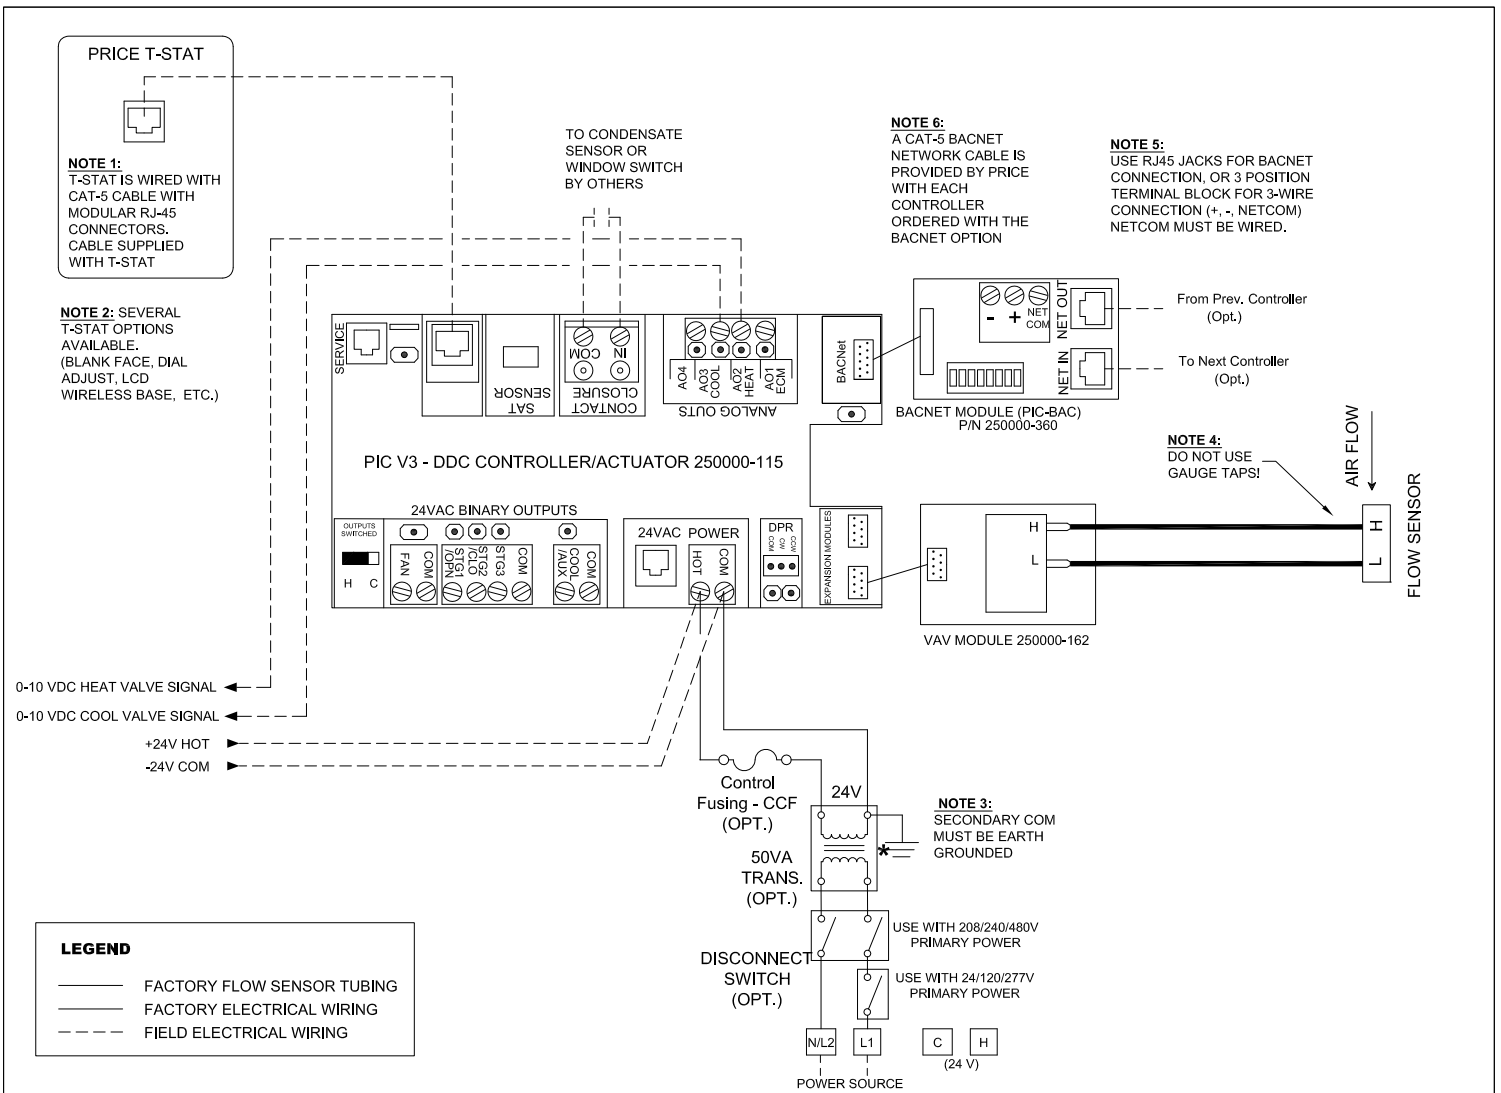 PRICE T-STAT
NOTE 1:
T-STAT IS WIRED WITH
CAT-5 CABLE WITH
MODULAR RJ-45
CONNECTORS.
CABLE SUPPLIED
WITH T-STAT
NOTE 2: SEVERAL
T-STAT OPTIONS
AVAILABLE.
(BLANK FACE, DIAL
ADJUST, LCD
WIRELESS BASE, ETC.)
TO CONDENSATE
SENSOR OR
WINDOW SWITCH
BY OTHERS
NOTE 6:
A CAT-5 BACNET
NETWORK CABLE IS
PROVIDED BY PRICE
WITH EACH
CONTROLLER
ORDERED WITH THE
BACNET OPTION
NOTE 5:
USE RJ45 JACKS FOR BACNET
CONNECTION, OR 3 POSITION
TERMINAL BLOCK FOR 3-WIRE
CONNECTION (+, -, NETCOM)
NETCOM MUST BE WIRED.
SERVICE
SAT
SENSOR
COM
IN
CONTACT
CLOSURE
AO4
AO3
COOL
AO2
HEAT
AO1
ECM
ANALOG OUTS
BACNet
-
+
NET
COM
NET OUT
NET IN
From Prev. Controller
(Opt.)
To Next Controller
(Opt.)
BACNET MODULE (PIC-BAC)
P/N 250000-360
PIC V3 - DDC CONTROLLER/ACTUATOR 250000-115
24VAC BINARY OUTPUTS
OUTPUTS
SWITCHED
H C
FAN
COM
STG1
/OPN
STG2
/CLO
STG3
COM
COOL
/AUX
COM
24VAC POWER
HOT
COM
DPR
COM
CW
CCW
EXPANSION MODULES
H
L
VAV MODULE 250000-162
NOTE 4:
DO NOT USE
GAUGE TAPS!
AIR FLOW
H
L
FLOW SENSOR
0-10 VDC HEAT VALVE SIGNAL
0-10 VDC COOL VALVE SIGNAL
+24V HOT
-24V COM
Control
Fusing - CCF
(OPT.)
24V
NOTE 3:
SECONDARY COM
MUST BE EARTH
GROUNDED
*
50VA
TRANS.
(OPT.)
USE WITH 208/240/480V
PRIMARY POWER
DISCONNECT
SWITCH
(OPT.)
USE WITH 24/120/277V
PRIMARY POWER
N/L2
L1
C
H
(24 V)
POWER SOURCE
LEGEND
FACTORY FLOW SENSOR TUBING
FACTORY ELECTRICAL WIRING
FIELD ELECTRICAL WIRING